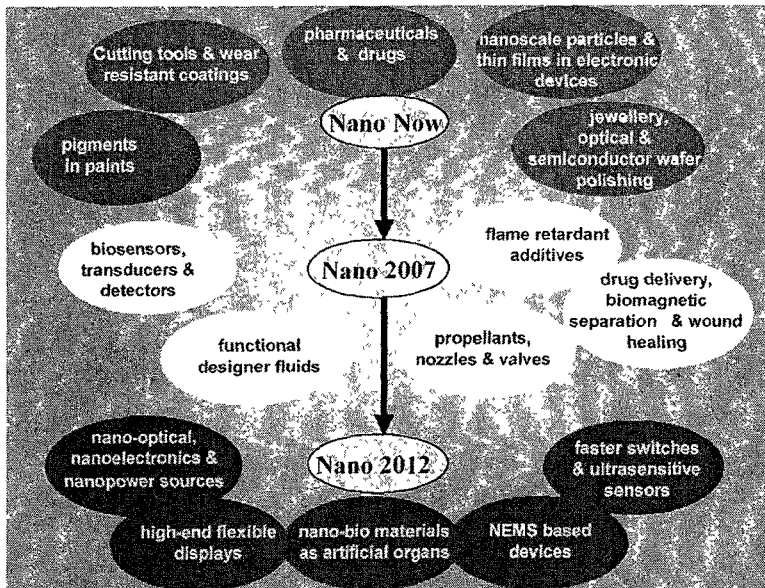 Cutting tools & wear
resistant coatings
pharmaceuticals
& drugs
nanoscale particles &
thin films in electronic
devices
Nano Now
pigments
in paints
jewellery,
optical &
semiconductor wafer
polishing
biosensors,
transducers &
detectors
Nano 2007
flame retardant
additives
drug delivery,
biomagnetic
separation & wound
healing
functional
designer fluids
propellants,
nozzles & valves
nano-optical,
nanoelectronics &
nanopower sources
Nano 2012
faster switches
& ultrasensitive
sensors
high-end flexible
displays
nano-bio materials
as artificial organs
NEMS based
devices